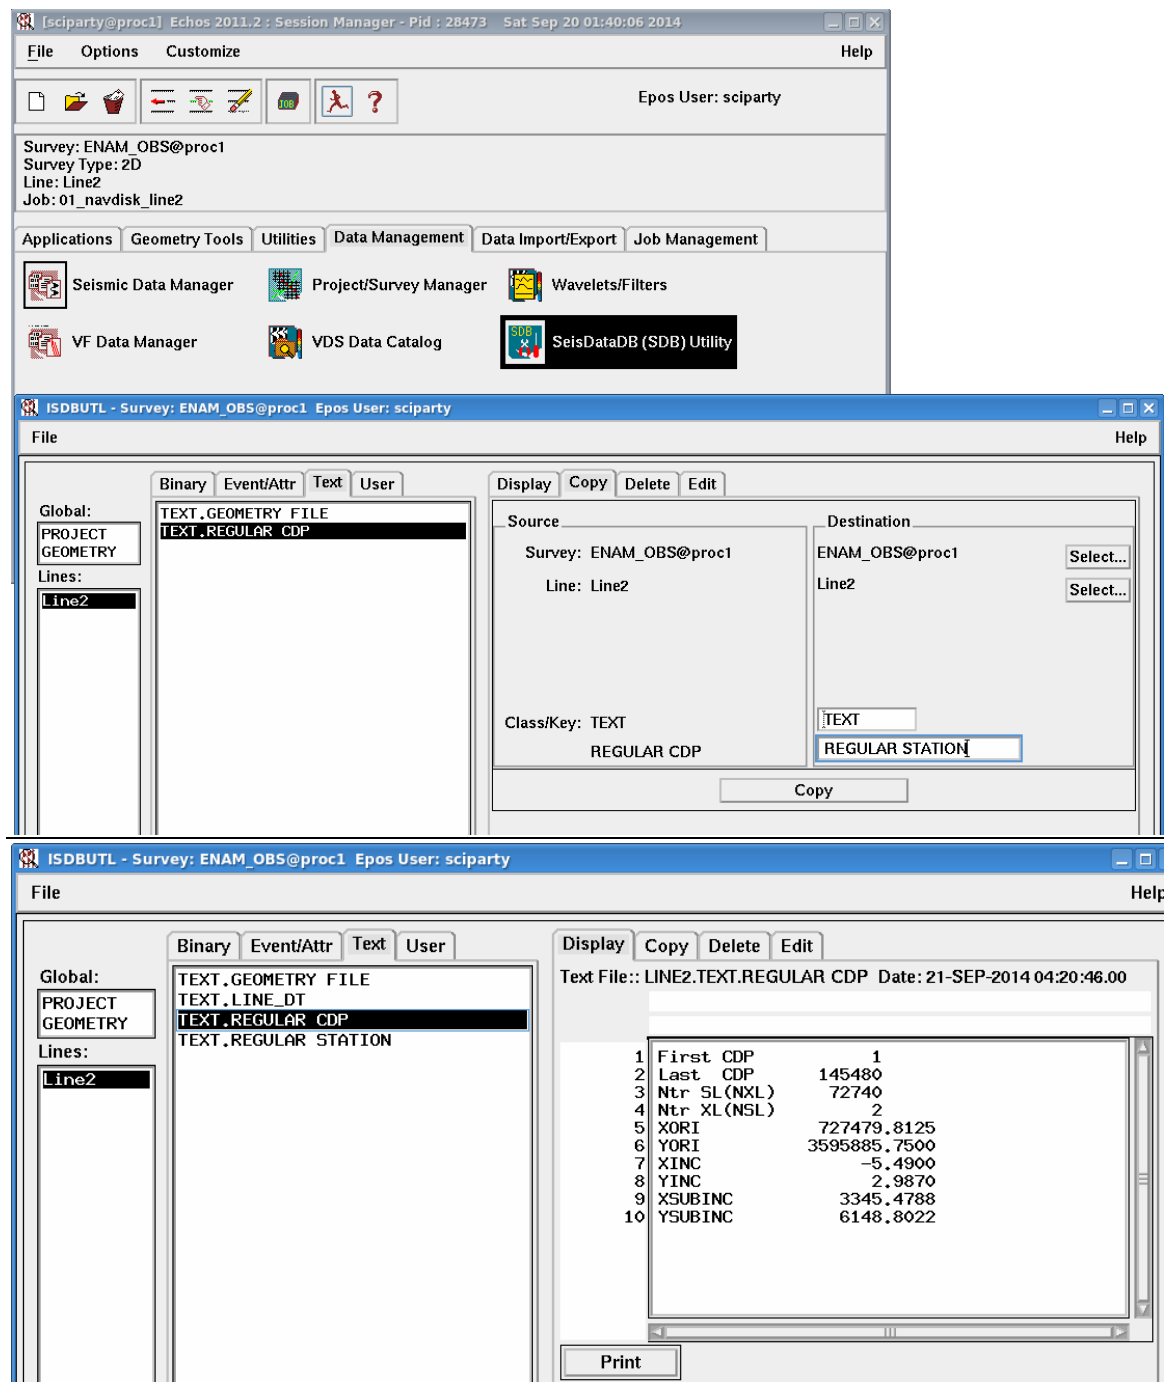 [sciparty@proc1] Echos 2011.2 : Session Manager - Pid : 28473 Sat Sep 20 01:40:06 2014
File Options Customize Help
JOB
Epos User: sciparty
Survey: ENAM_OBS@proc1
Survey Type: 2D
Line: Line2
Job: 01_navdisk_line2
Applications Geometry Tools Utilities Data Management Data Import/Export Job Management
Seismic Data Manager Project/Survey Manager Wavelets/Filters
VF Data Manager VDS Data Catalog SDB SeisDataDB (SDB) Utility
ISDBUTL - Survey: ENAM_OBS@proc1 Epos User: sciparty
File Help
Binary Event/Attr Text User Display Copy Delete Edit
Global:
PROJECT
GEOMETRY
Lines:
Line2
TEXT.GEOMETRY FILE
TEXT.REGULAR CDP
Source Destination
Survey: ENAM_OBS@proc1 ENAM_OBS@proc1 Select...
Line: Line2 Line2 Select...
Class/Key: TEXT TEXT
REGULAR CDP REGULAR STATION
Copy
ISDBUTL - Survey: ENAM_OBS@proc1 Epos User: sciparty
File Help
Binary Event/Attr Text User Display Copy Delete Edit
Global:
PROJECT
GEOMETRY
Lines:
Line2
TEXT.GEOMETRY FILE
TEXT.LINE_DT
TEXT.REGULAR CDP
TEXT.REGULAR STATION
Text File:: LINE2.TEXT.REGULAR CDP Date: 21-SEP-2014 04:20:46.00
1 First CDP 1
2 Last CDP 145480
3 Ntr SL(NXL) 72740
4 Ntr XL(NSL) 2
5 XORI 727479.8125
6 YORI 3595885.7500
7 XINC -5.4900
8 YINC 2.9870
9 XSUBINC 3345.4788
10 YSUBINC 6148.8022
Print